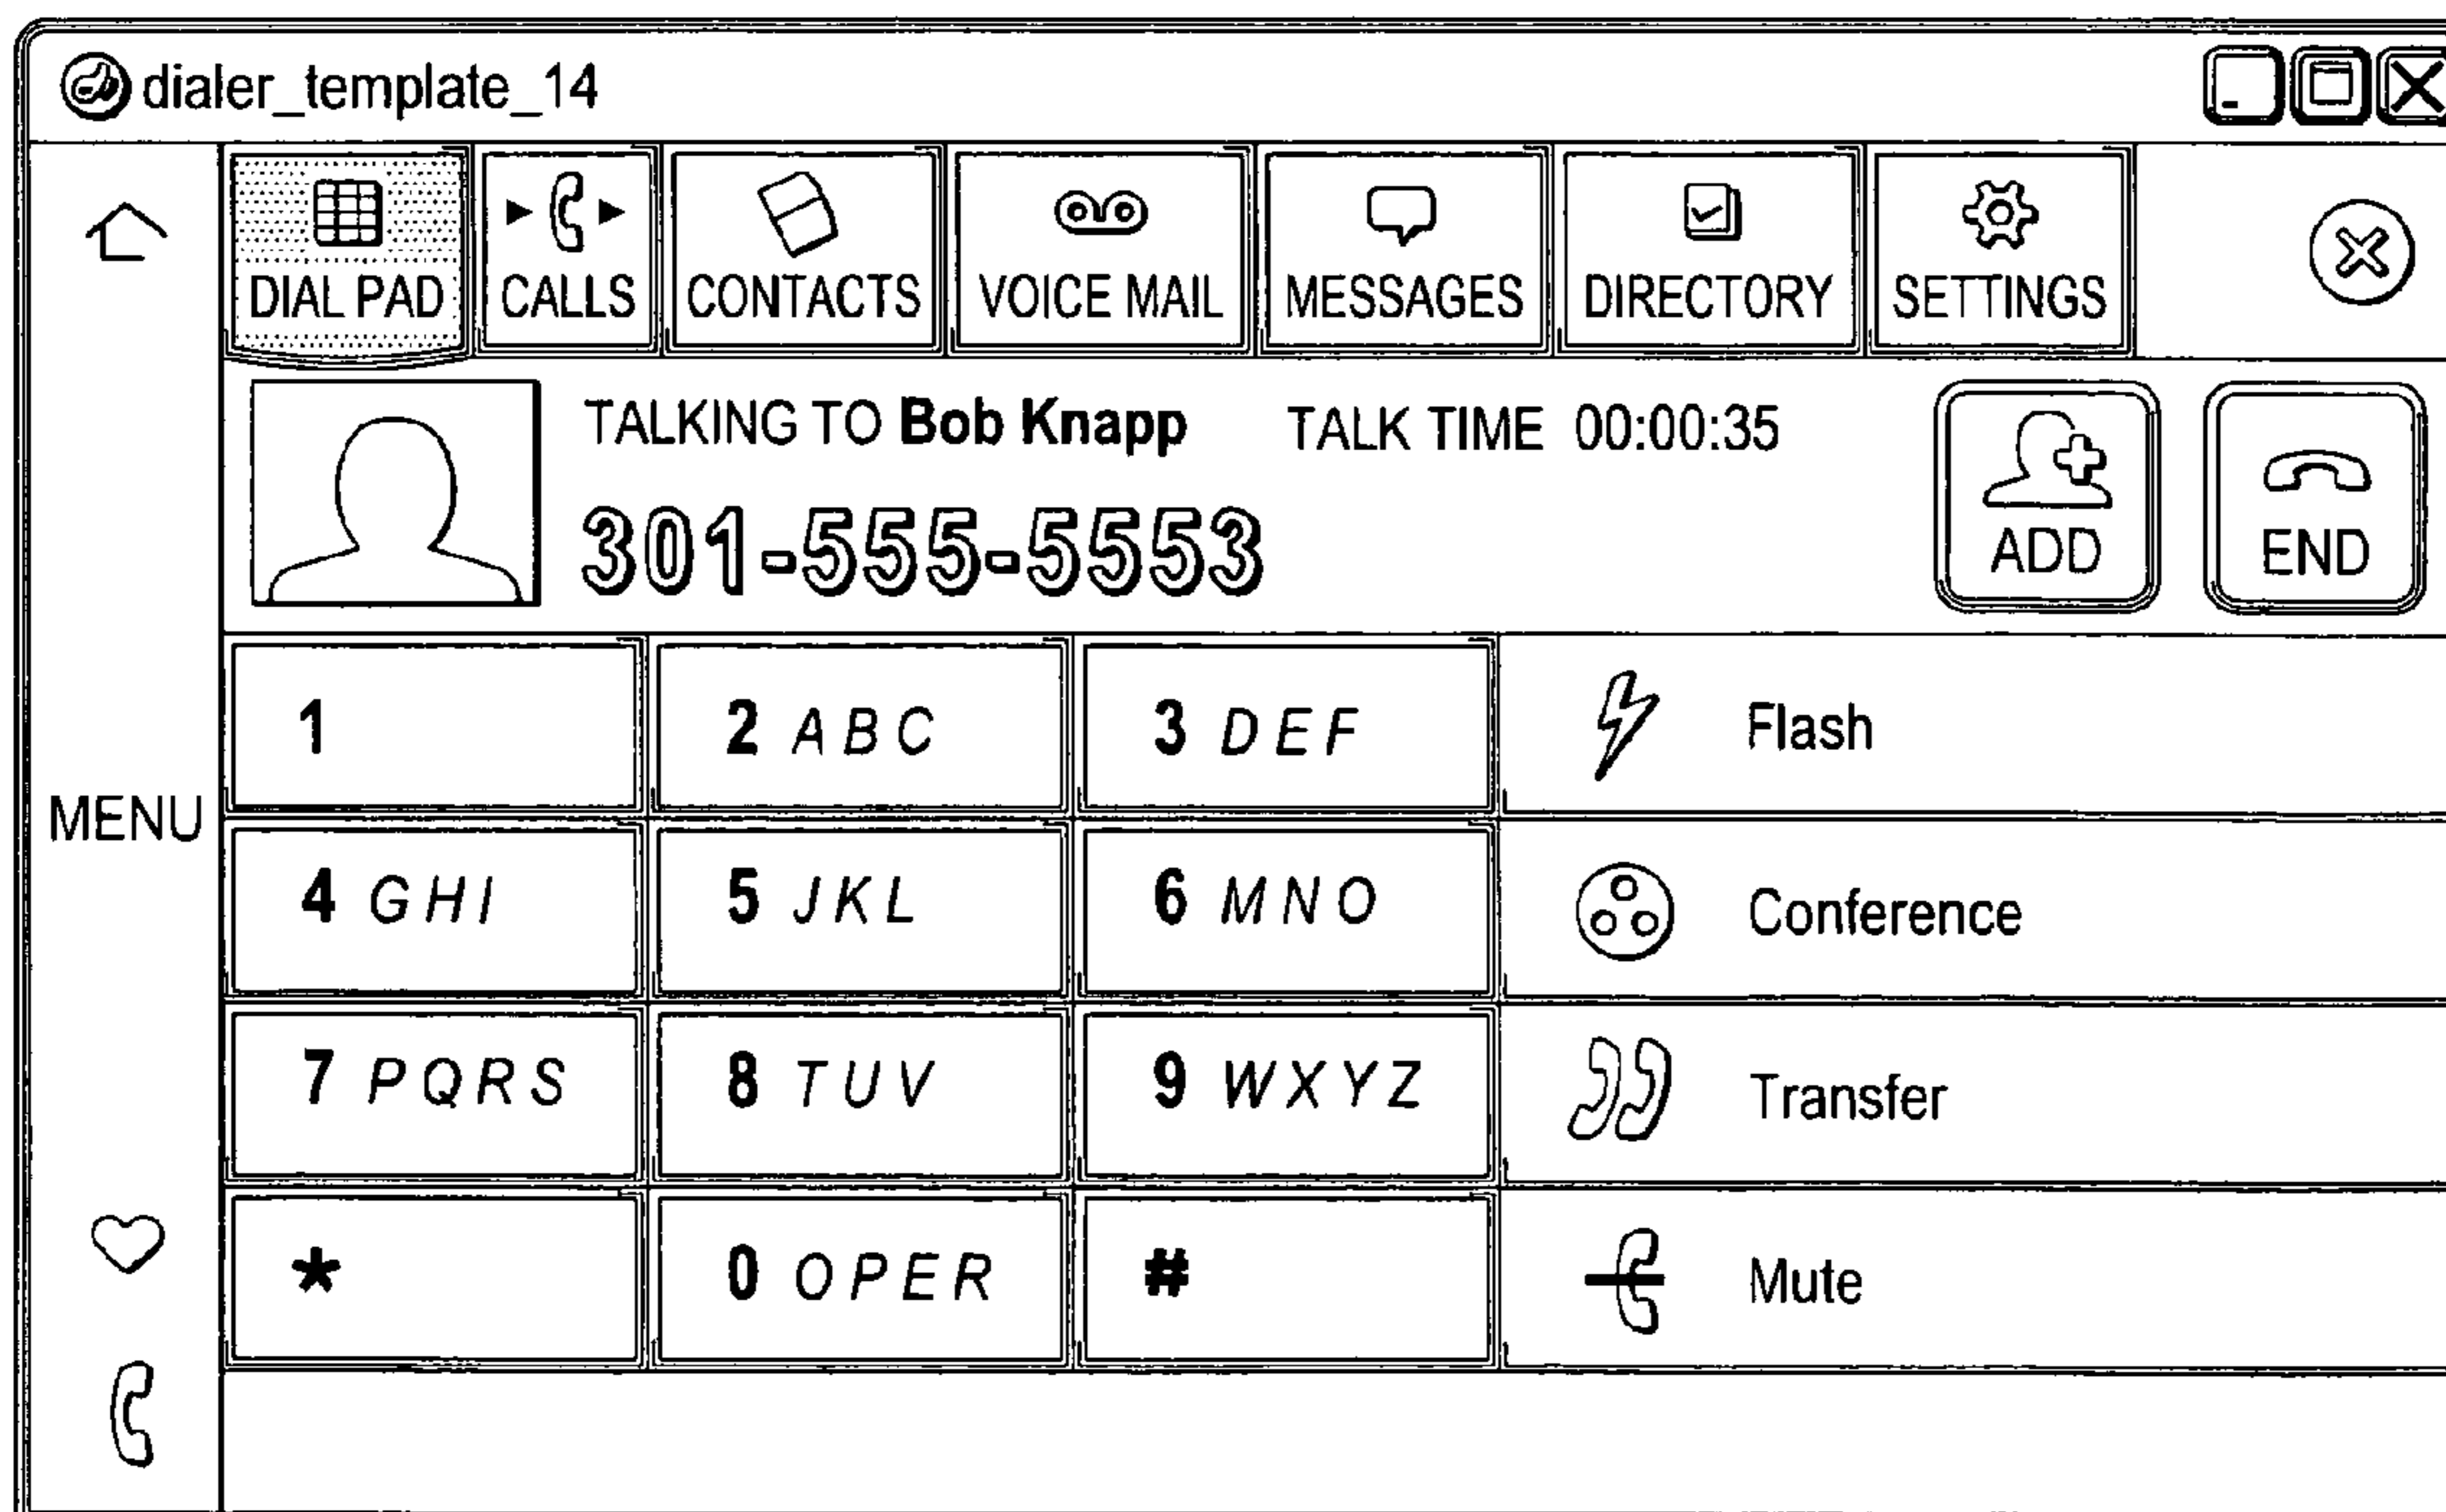 dialer_template_14
DIAL PAD CALLS CONTACTS VOICE MAIL MESSAGES DIRECTORY SETTINGS
TALKING TO Bob Knapp TALK TIME 00:00:35
301-555-5553
ADD END
1 2 ABC 3 DEF Flash
MENU
4 GHI 5 JKL 6 MNO Conference
7 PQRS 8 TUV 9 WXYZ Transfer
* 0 OPER # Mute